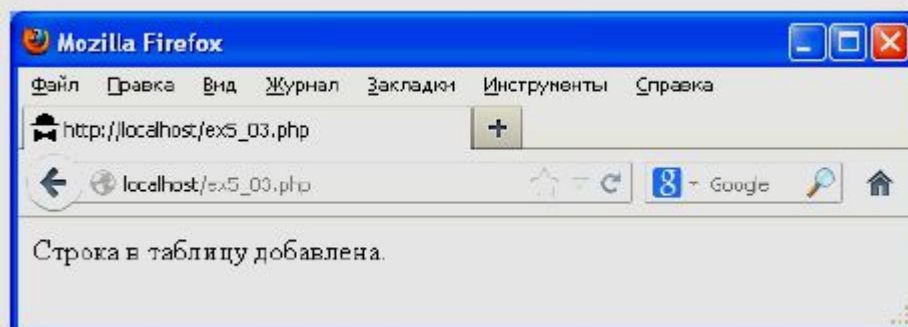 Mozilla Firefox
Файл Правка Вид Журнал Закладки Инструменты Справка
http://localhost/ex5_03.php
localhost/ex5_03.php Google
Строка в таблицу добавлена.